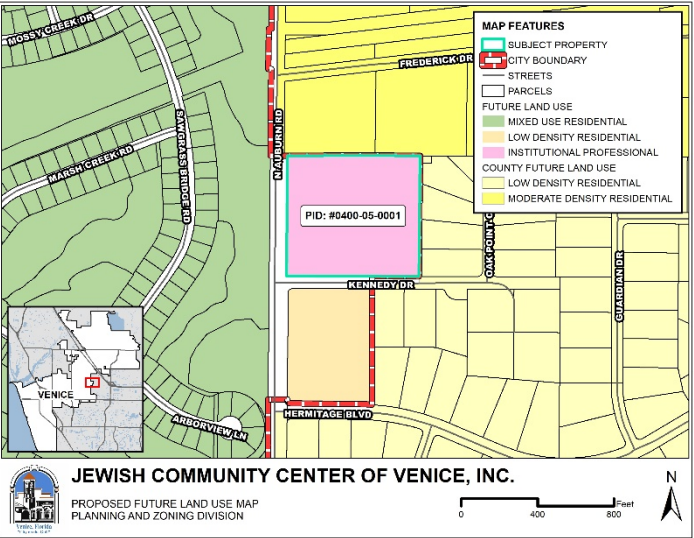 MOSSY CREEK DR
SAWGRASS BRIDGE RD
MARSH CREEK RD
N AUBURN RD
FREDERICK DR
MAP FEATURES
SUBJECT PROPERTY
CITY BOUNDARY
STREETS
PARCELS
FUTURE LAND USE
MIXED USE RESIDENTIAL
LOW DENSITY RESIDENTIAL
INSTITUTIONAL PROFESSIONAL
COUNTY FUTURE LAND USE
LOW DENSITY RESIDENTIAL
MODERATE DENSITY RESIDENTIAL
PID: #0400-05-0001
OAK POINT
KENNEDY DR
GUARDIAN DR
VENICE
ARBORVIEW LN
HERMITAGE BLVD
JEWISH COMMUNITY CENTER OF VENICE, INC.
PROPOSED FUTURE LAND USE MAP
PLANNING AND ZONING DIVISION
Venice, Florida
0 400 800 Feet
N